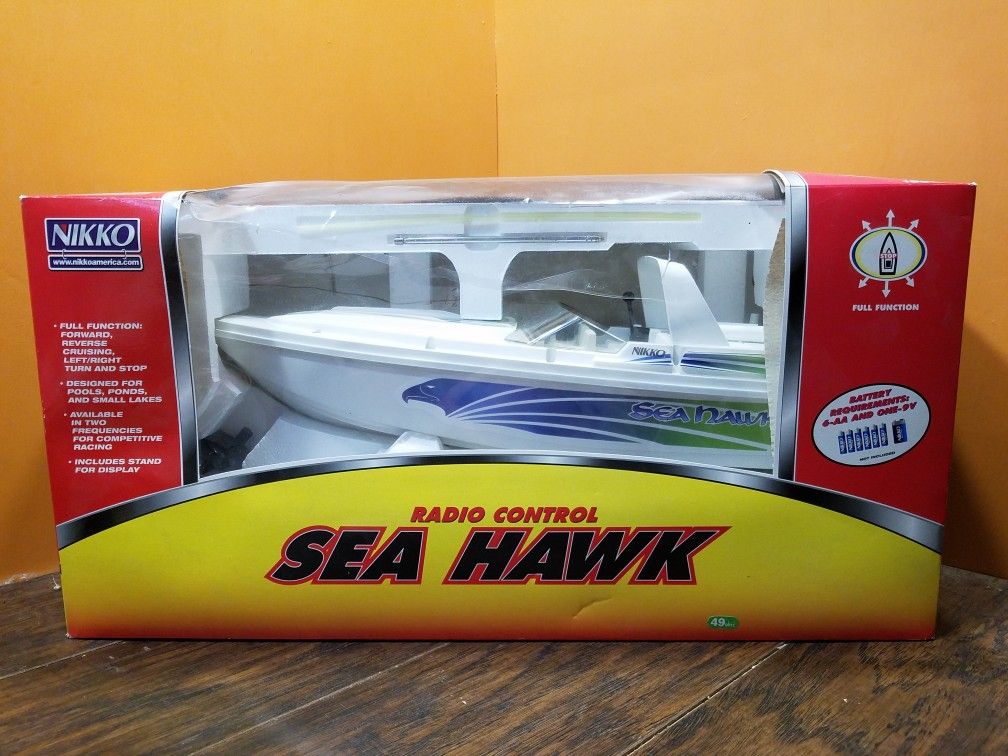 NIKKO
www.nikkoamerica.com
• FULL FUNCTION:
FORWARD,
REVERSE
CRUISING,
LEFT/RIGHT
TURN AND STOP
• DESIGNED FOR
POOLS, PONDS,
AND SMALL LAKES
• AVAILABLE
IN TWO
FREQUENCIES
FOR COMPETITIVE
RACING
• INCLUDES STAND
FOR DISPLAY
NIKKO
SEA HAWK
STOP
FULL FUNCTION
BATTERY
REQUIREMENTS:
6-AA AND ONE-9V
NOT INCLUDED
RADIO CONTROL
SEA HAWK
49